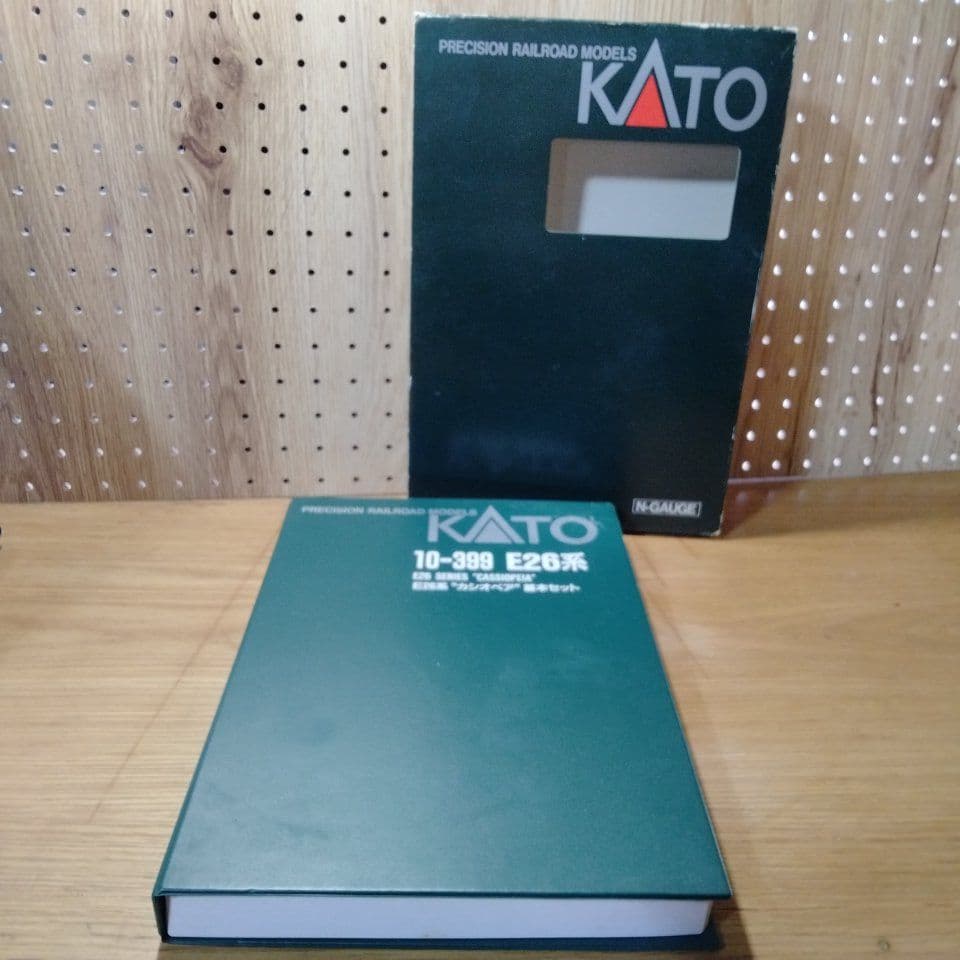 PRECISION RAILROAD MODELS
KATO
N-GAUGE
PRECISION RAILROAD MODELS
KATO
10-399 E26系
E26 SERIES "CASSIOPEIA"
E26系 "カシオペア" 基本セット